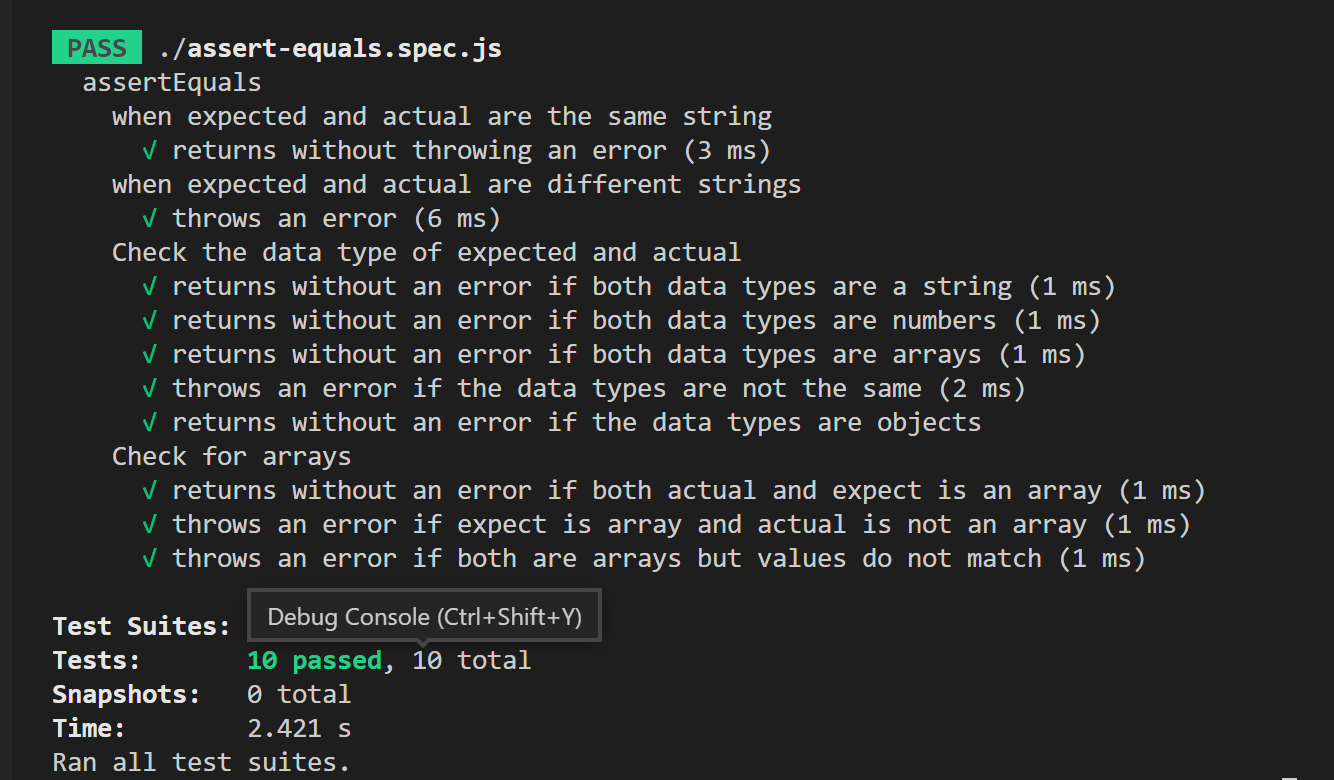 PASS ./assert-equals.spec.js
assertEquals
when expected and actual are the same string
√ returns without throwing an error (3 ms)
when expected and actual are different strings
√ throws an error (6 ms)
Check the data type of expected and actual
√ returns without an error if both data types are a string (1 ms)
√ returns without an error if both data types are numbers (1 ms)
√ returns without an error if both data types are arrays (1 ms)
√ throws an error if the data types are not the same (2 ms)
√ returns without an error if the data types are objects
Check for arrays
√ returns without an error if both actual and expect is an array (1 ms)
√ throws an error if expect is array and actual is not an array (1 ms)
√ throws an error if both are arrays but values do not match (1 ms)
Test Suites: Debug Console (Ctrl+Shift+Y)
Tests: 10 passed, 10 total
Snapshots: 0 total
Time: 2.421 s
Ran all test suites.